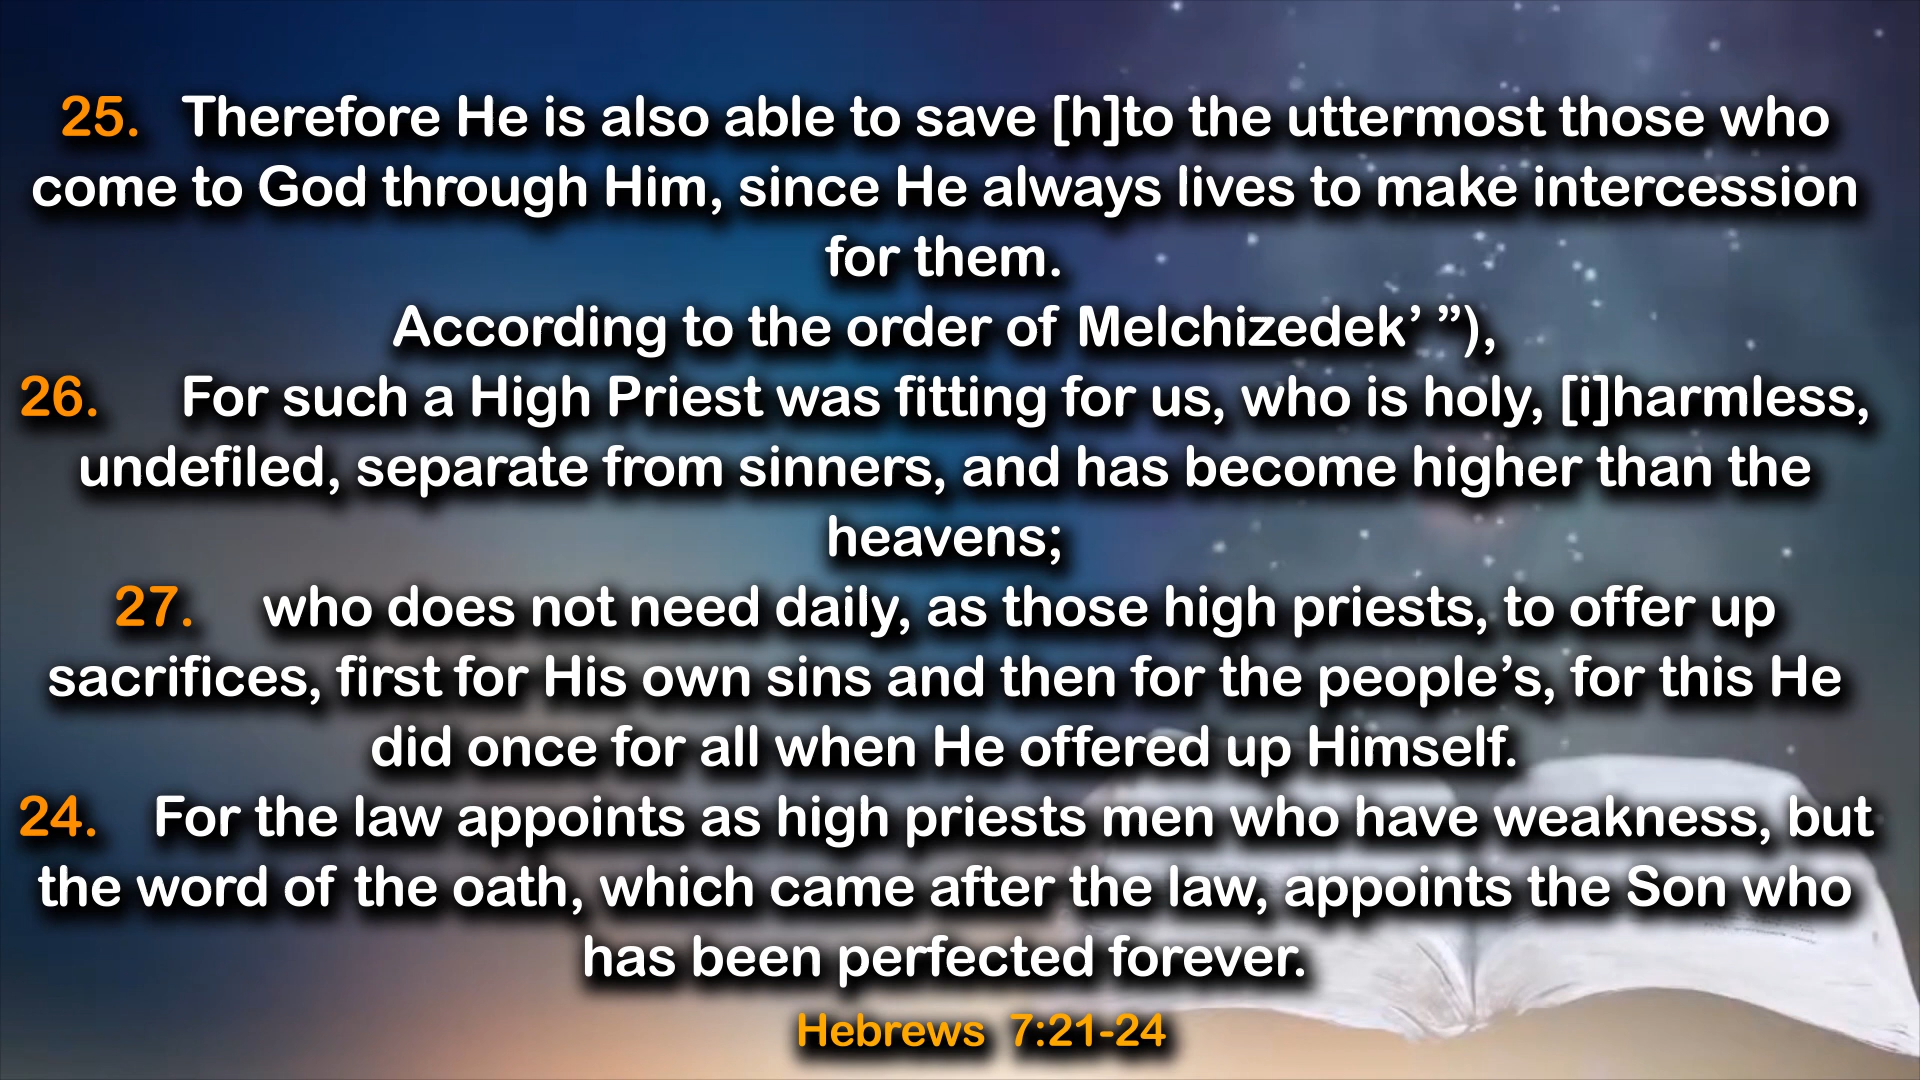 25. Therefore He is also able to save [h]to the uttermost those who
come to God through Him, since He always lives to make intercession
for them.
According to the order of Melchizedek’ ”),
26. For such a High Priest was fitting for us, who is holy, [i]harmless,
undefiled, separate from sinners, and has become higher than the
heavens;
27. who does not need daily, as those high priests, to offer up
sacrifices, first for His own sins and then for the people’s, for this He
did once for all when He offered up Himself.
24. For the law appoints as high priests men who have weakness, but
the word of the oath, which came after the law, appoints the Son who
has been perfected forever.
Hebrews 7:21-24